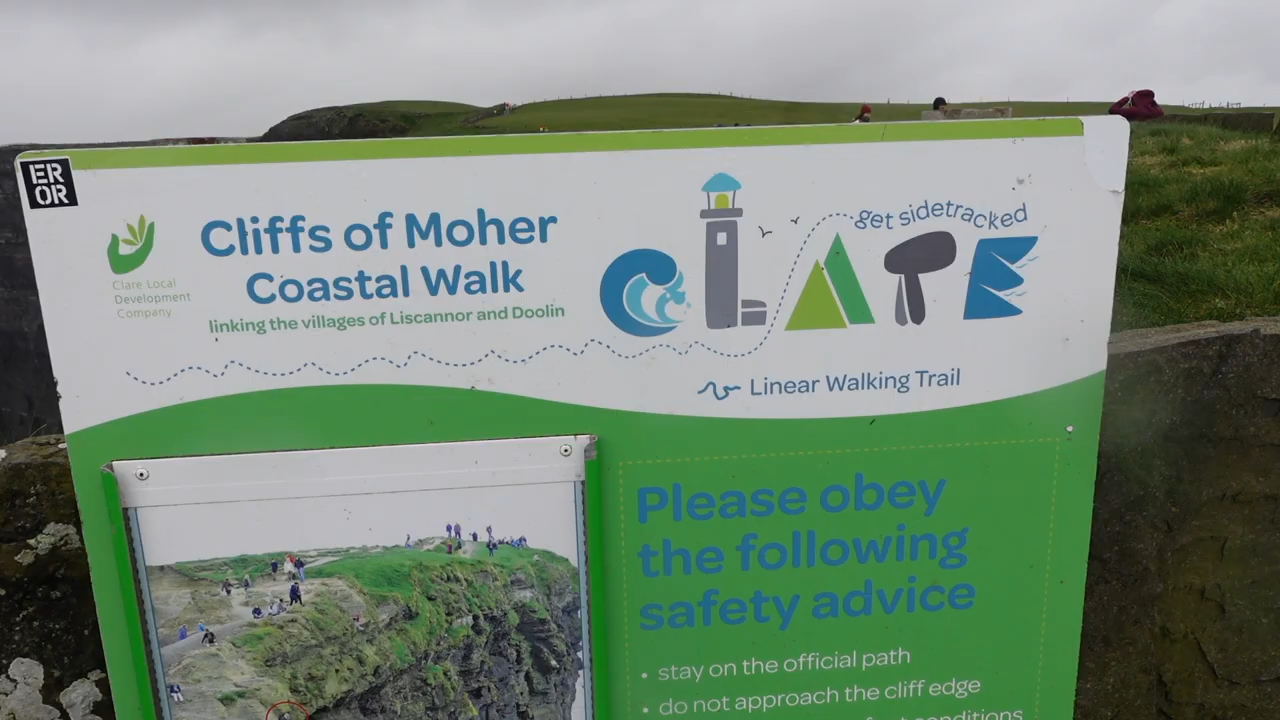 ER
OR
Clare Local
Development
Company
Cliffs of Moher
Coastal Walk
linking the villages of Liscannor and Doolin
get sidetracked
CLATE
Linear Walking Trail
Please obey
the following
safety advice
• stay on the official path
• do not approach the cliff edge
conditions